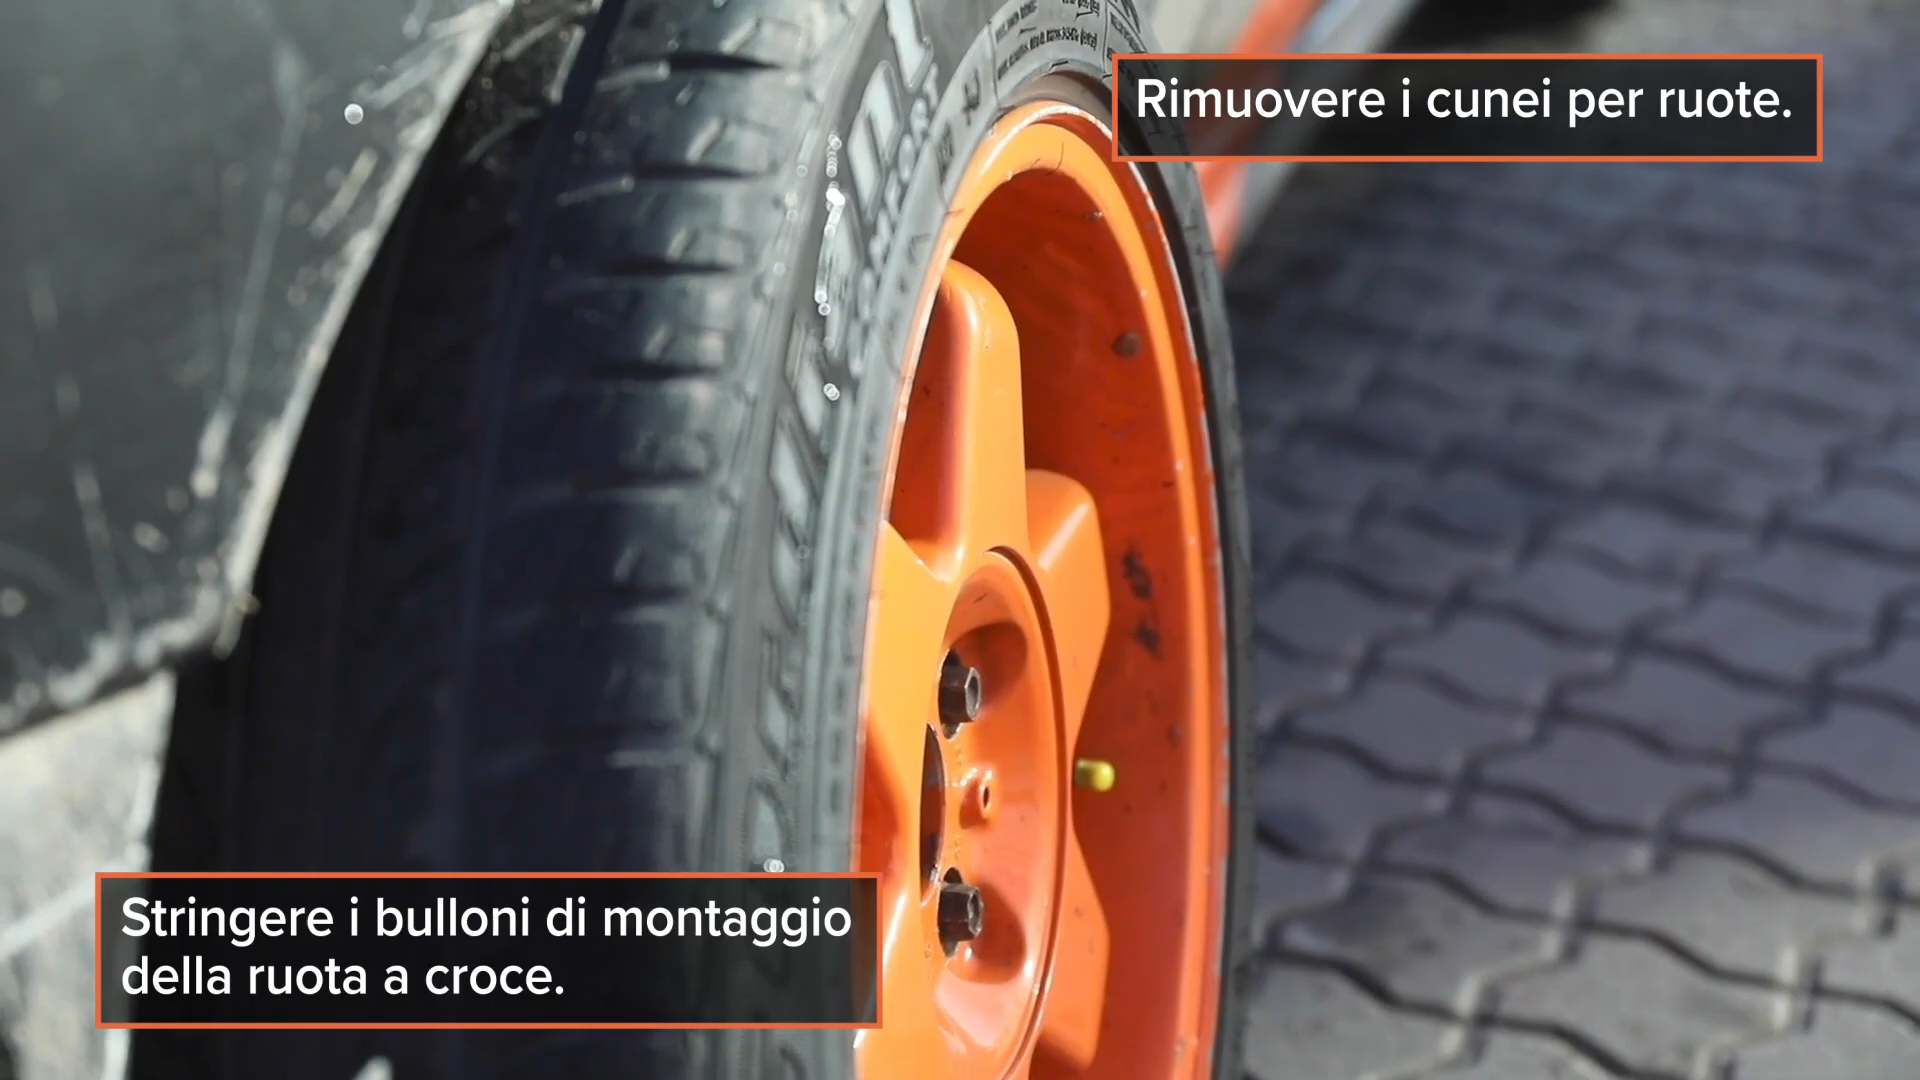 Rimuovere i cunei per ruote.
Stringere i bulloni di montaggio
della ruota a croce.